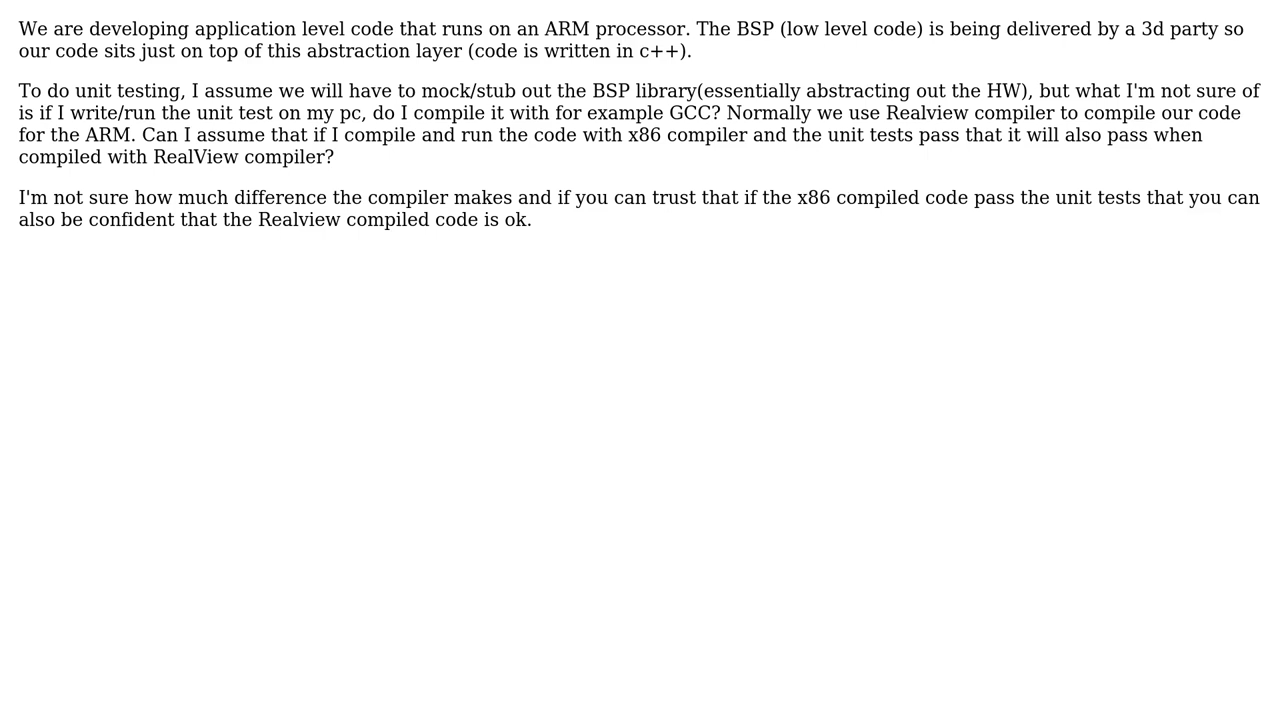 We are developing application level code that runs on an ARM processor. The BSP (low level code) is being delivered by a 3d party so
our code sits just on top of this abstraction layer (code is written in c++).
To do unit testing, I assume we will have to mock/stub out the BSP library(essentially abstracting out the HW), but what I'm not sure of
is if I write/run the unit test on my pc, do I compile it with for example GCC? Normally we use Realview compiler to compile our code
for the ARM. Can I assume that if I compile and run the code with x86 compiler and the unit tests pass that it will also pass when
compiled with RealView compiler?
I'm not sure how much difference the compiler makes and if you can trust that if the x86 compiled code pass the unit tests that you can
also be confident that the Realview compiled code is ok.